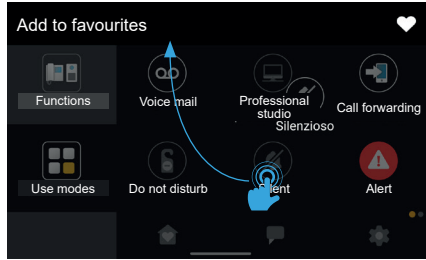 Add to favourites
Functions
Voice mail
Professional
studio
Call forwarding
Silenzioso
Use modes
Do not disturb
Silent
Alert